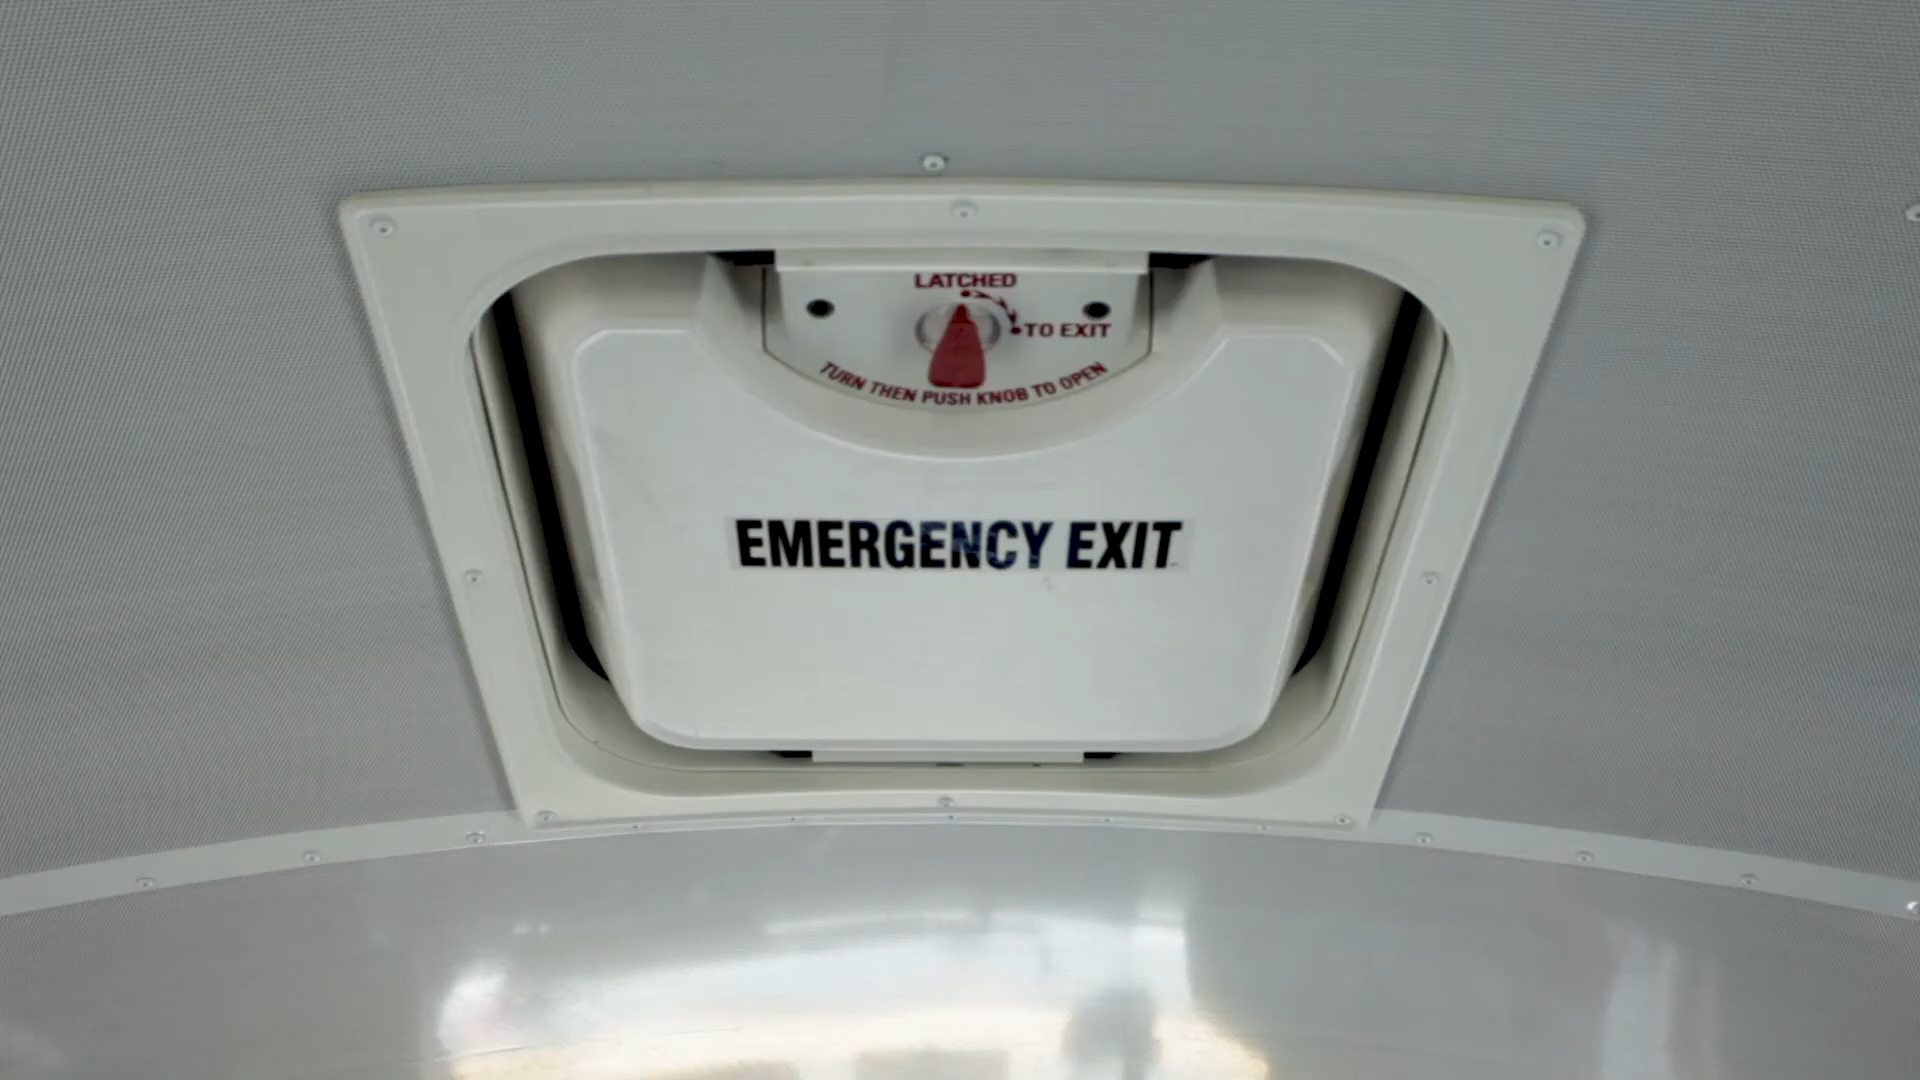 LATCHED
TO EXIT
TURN THEN PUSH KNOB TO OPEN
EMERGENCY EXIT